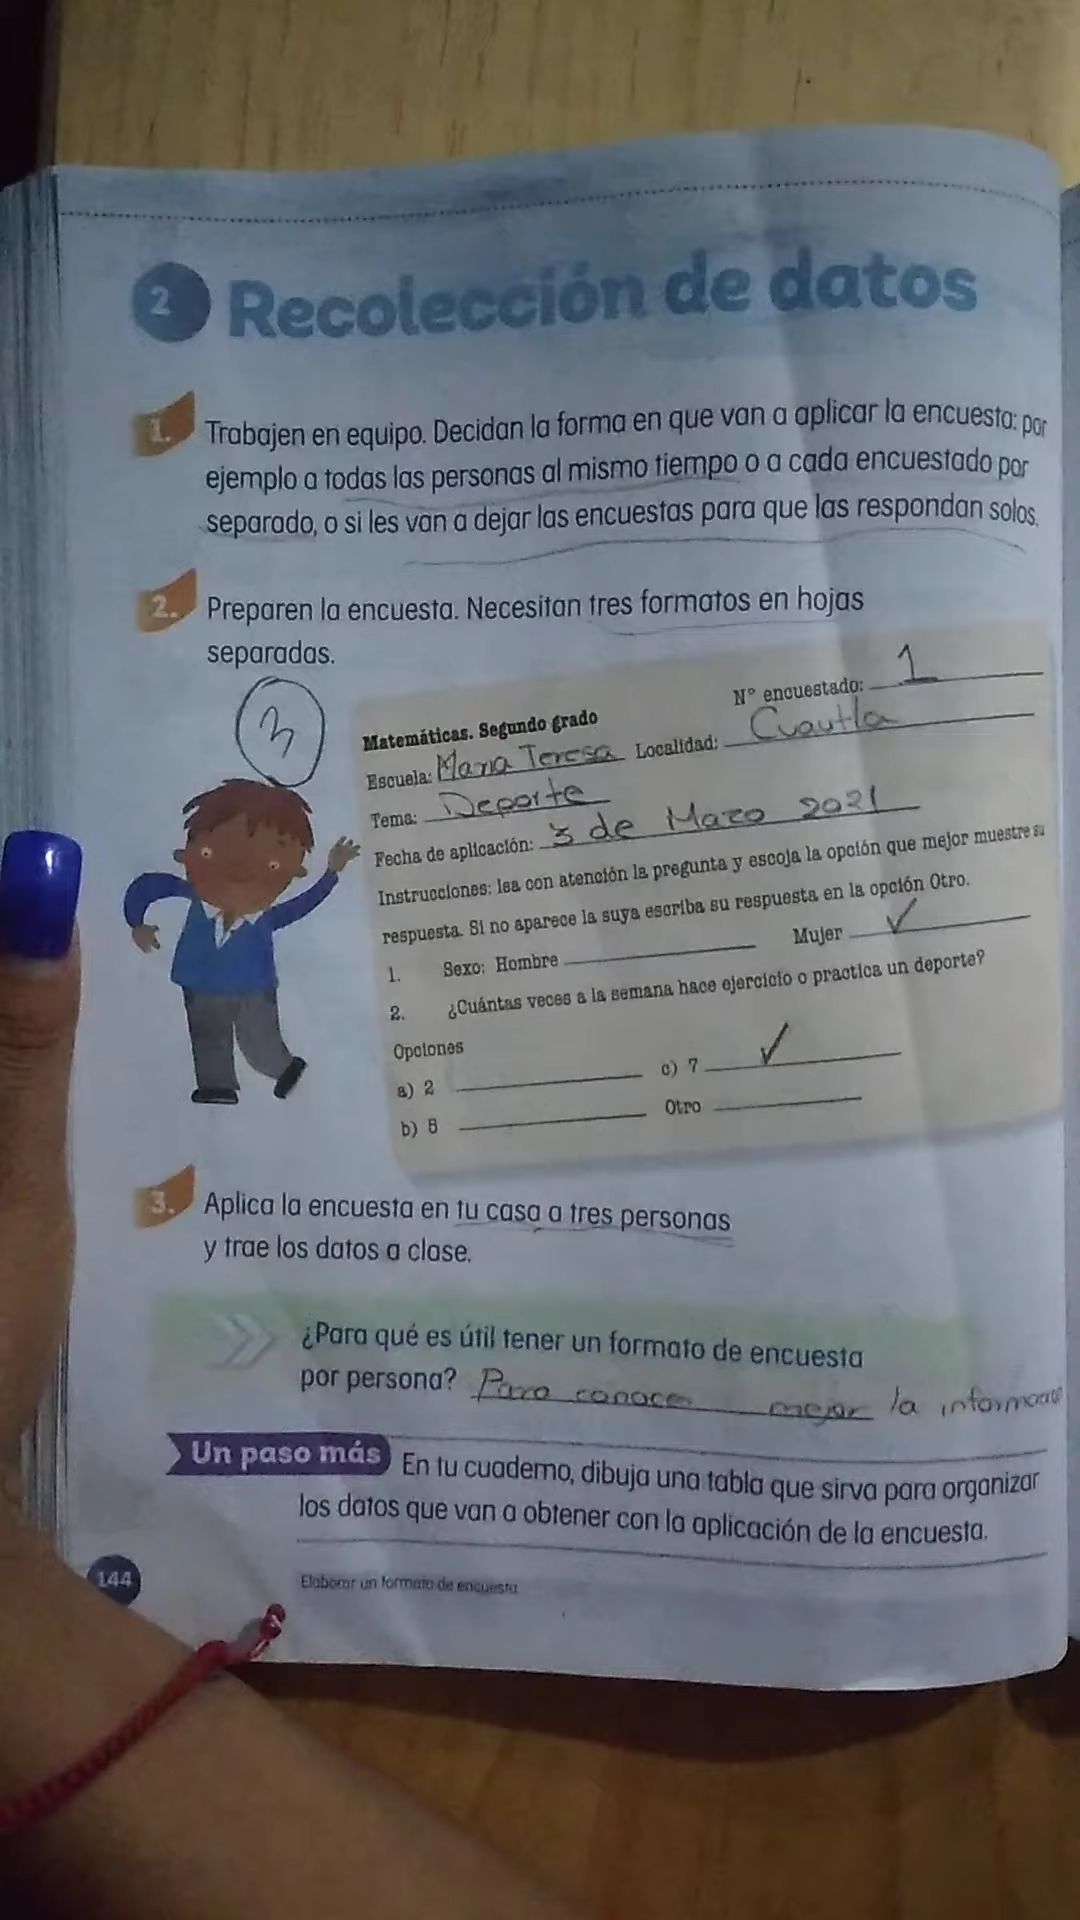 2 Recolección de datos
1. Trabajen en equipo. Decidan la forma en que van a aplicar la encuesta: por
ejemplo a todas las personas al mismo tiempo o a cada encuestado por
separado, o si les van a dejar las encuestas para que las respondan solos.
2. Preparen la encuesta. Necesitan tres formatos en hojas
separadas.
3
N° encuestado: 1
Matemáticas. Segundo grado
Escuela: Maria Teresa Localidad: Cuautla
Tema: Deporte
Fecha de aplicación: 3 de Mazo 2021
Instrucciones: lea con atención la pregunta y escoja la opción que mejor muestre su
respuesta. Si no aparece la suya escriba su respuesta en la opción Otro.
1. Sexo: Hombre Mujer ✓
2. ¿Cuántas veces a la semana hace ejercicio o practica un deporte?
Opciones
a) 2 c) 7 ✓
b) 5 Otro
3. Aplica la encuesta en tu casa a tres personas
y trae los datos a clase.
¿Para qué es útil tener un formato de encuesta
por persona? Para conocer mejor la
Un paso más En tu cuaderno, dibuja una tabla que sirva para organizar
los datos que van a obtener con la aplicación de la encuesta.
144 Elaborar un formato de encuesta